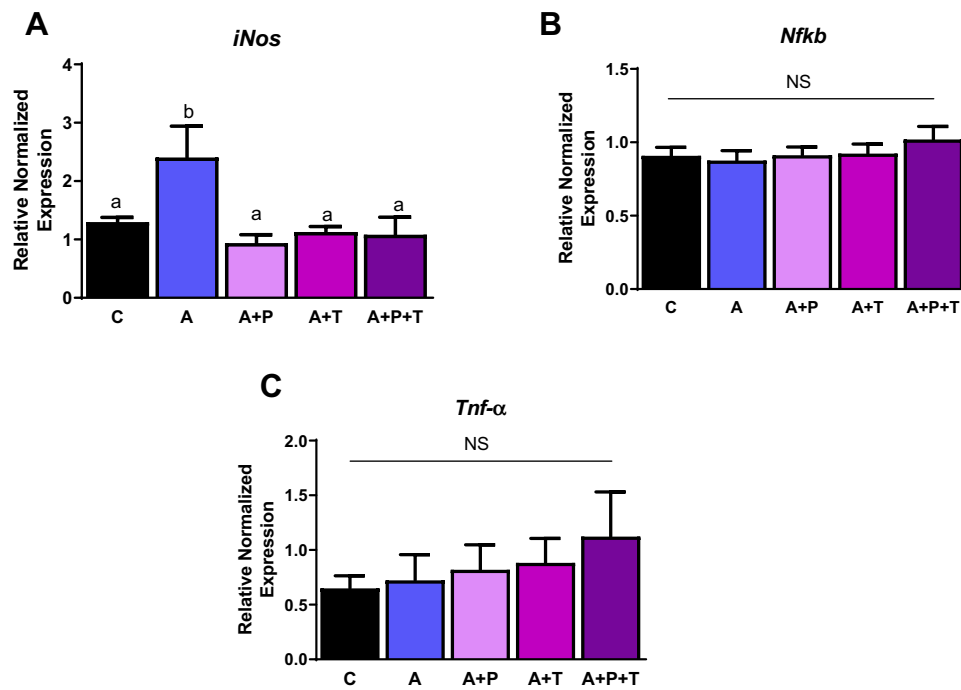 A
iNos
Relative Normalized
Expression
4
3
2
1
0
a
b
a
a
a
C
A
A+P
A+T
A+P+T
B
Nfkb
Relative Normalized
Expression
1.5
1.0
0.5
0.0
NS
C
A
A+P
A+T
A+P+T
C
Tnf-α
Relative Normalized
Expression
2.0
1.5
1.0
0.5
0.0
NS
C
A
A+P
A+T
A+P+T